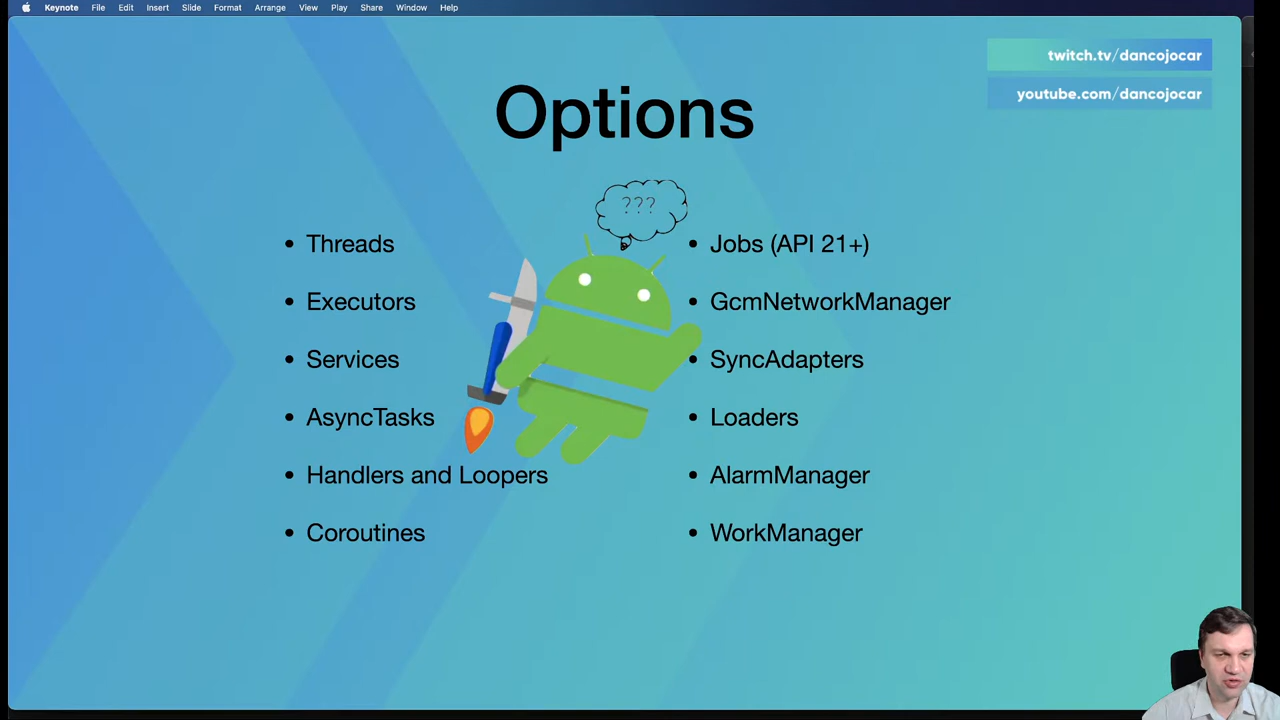 Keynote File Edit Insert Slide Format Arrange View Play Share Window Help
twitch.tv/dancojocar
youtube.com/dancojocar
Options
???
• Threads
• Executors
• Services
• AsyncTasks
• Handlers and Loopers
• Coroutines
• Jobs (API 21+)
• GcmNetworkManager
• SyncAdapters
• Loaders
• AlarmManager
• WorkManager